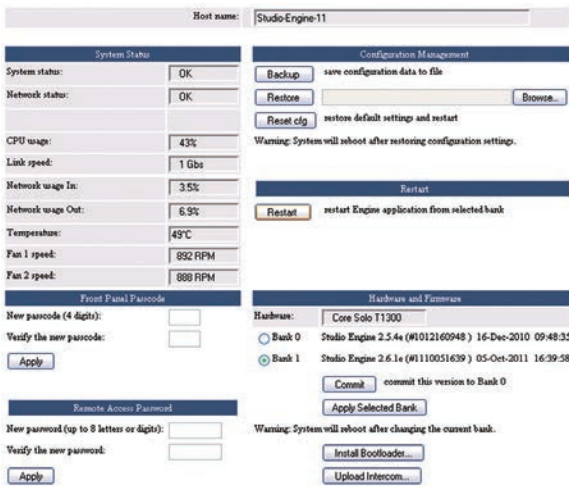 Host name: Studio-Engine-11
System Status
System status: OK
Network status: OK
CPU usage: 43%
Link speed: 1 Gbs
Network usage In: 3.5%
Network usage Out: 6.9%
Temperature: 49°C
Fan 1 speed: 892 RPM
Fan 2 speed: 888 RPM
Front Panel Passcode
New passcode (4 digits):
Verify the new passcode:
Apply
Remote Access Password
New password (up to 8 letters or digits):
Verify the new password:
Apply
Configuration Management
Backup save configuration data to file
Restore Browse...
Reset cfg restore default settings and restart
Warning: System will reboot after restoring configuration settings.
Restart
Restart restart Engine application from selected bank
Hardware and Firmware
Hardware: Core Solo T1300
Bank 0 Studio Engine 2.5.4e (#1012160948 ) 16-Dec-2010 09:48:35
Bank 1 Studio Engine 2.6.1e (#1110051639 ) 05-Oct-2011 16:39:58
Commit commit this version to Bank 0
Apply Selected Bank
Warning: System will reboot after changing the current bank.
Install Bootloader...
Upload Intercom...